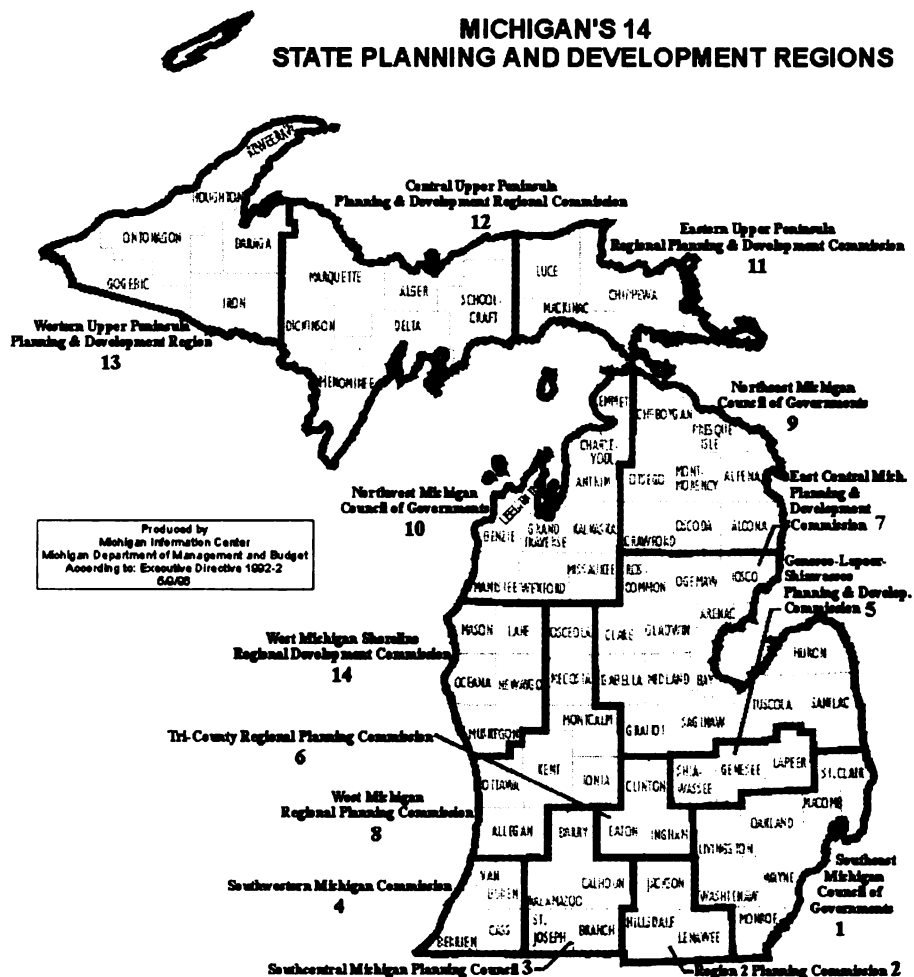 MICHIGAN'S 14
STATE PLANNING AND DEVELOPMENT REGIONS
KEWEENAW
HOUGHTON
ONTONAGON
BARAGA
GOGEBIC
IRON
Western Upper Peninsula
Planning & Development Region
13
Central Upper Peninsula
Planning & Development Regional Commission
12
MARQUETTE
ALGER
SCHOOL-
CRAFT
DICKINSON
DELTA
MENOMINEE
Eastern Upper Peninsula
Regional Planning & Development Commission
11
LUCE
CHIPPEWA
MACKINAC
Northeast Michigan
Council of Governments
9
EMMET
CHEBOYGAN
PRESQUE
ISLE
CHARLE-
VOIX
ANTRIM
OTSEGO
MONT-
MORENCY
ALPENA
Northwest Michigan
Council of Governments
10
LEELANAU
BENZIE
GRAND
TRAVERSE
KALKASKA
CRAWFORD
OSCODA
ALCONA
MANISTEE
WEXFORD
MISSAUKEE
East Central Mich.
Planning &
Development
Commission 7
Produced by
Michigan Information Center
Michigan Department of Management and Budget
According to: Executive Directive 1992-2
ROS-
COMMON
OGEMAW
IOSCO
ARENAC
Genesee-Lapeer-
Shiawassee
Planning & Develop.
Commission 5
West Michigan Shoreline
Regional Development Commission
14
MASON
LAKE
OSCEOLA
CLARE
GLADWIN
HURON
OCEANA
NEWAYGO
MECOSTA
ISABELLA
MIDLAND
BAY
TUSCOLA
SANILAC
MUSKEGON
MONTCALM
GRATIOT
SAGINAW
Tri-County Regional Planning Commission
6
OTTAWA
KENT
IONIA
CLINTON
SHIA-
WASSEE
GENESEE
LAPEER
ST. CLAIR
West Michigan
Regional Planning Commission
8
ALLEGAN
BARRY
EATON
INGHAM
LIVINGSTON
OAKLAND
MACOMB
Southwestern Michigan Commission
4
VAN
BUREN
KALAMAZOO
CALHOUN
JACKSON
WASHTENAW
WAYNE
Southeast
Michigan
Council of
Governments
1
BERRIEN
CASS
ST.
JOSEPH
BRANCH
HILLSDALE
LENAWEE
MONROE
Southcentral Michigan Planning Council 3
Region 2 Planning Commission 2